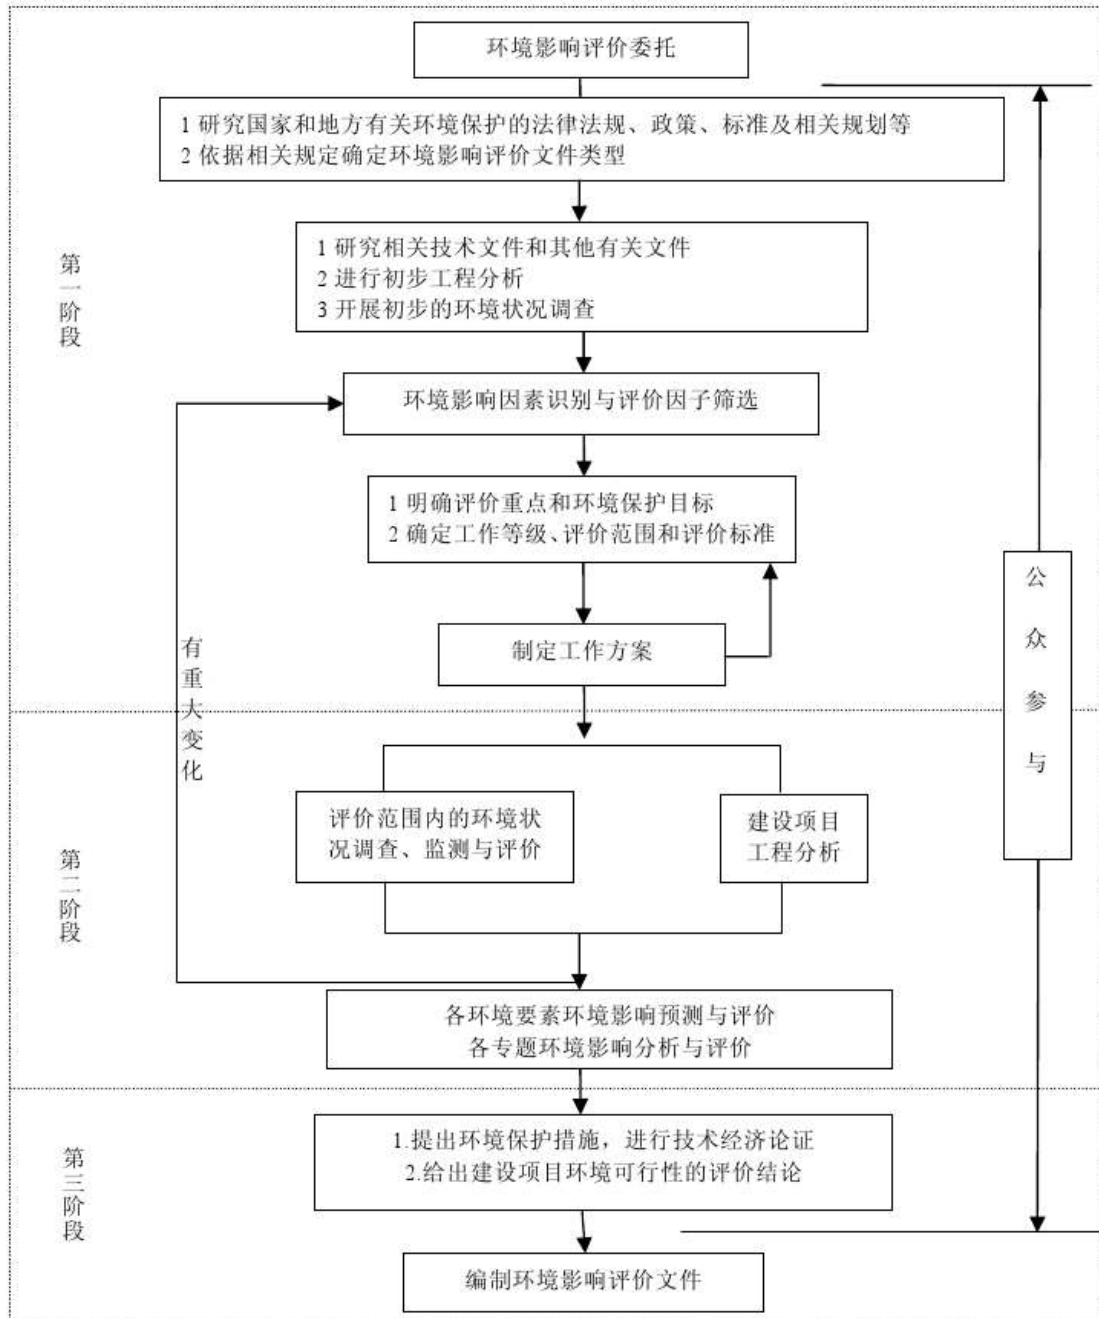 环境影响评价委托
1 研究国家和地方有关环境保护的法律法规、政策、标准及相关规划等
2 依据相关规定确定环境影响评价文件类型
1 研究相关技术文件和其他有关文件
2 进行初步工程分析
3 开展初步的环境状况调查
第一阶段
环境影响因素识别与评价因子筛选
1 明确评价重点和环境保护目标
2 确定工作等级、评价范围和评价标准
公众参与
制定工作方案
有重大变化
评价范围内的环境状
况调查、监测与评价
建设项目
工程分析
第二阶段
各环境要素环境影响预测与评价
各专题环境影响分析与评价
1.提出环境保护措施，进行技术经济论证
2.给出建设项目环境可行性的评价结论
第三阶段
编制环境影响评价文件